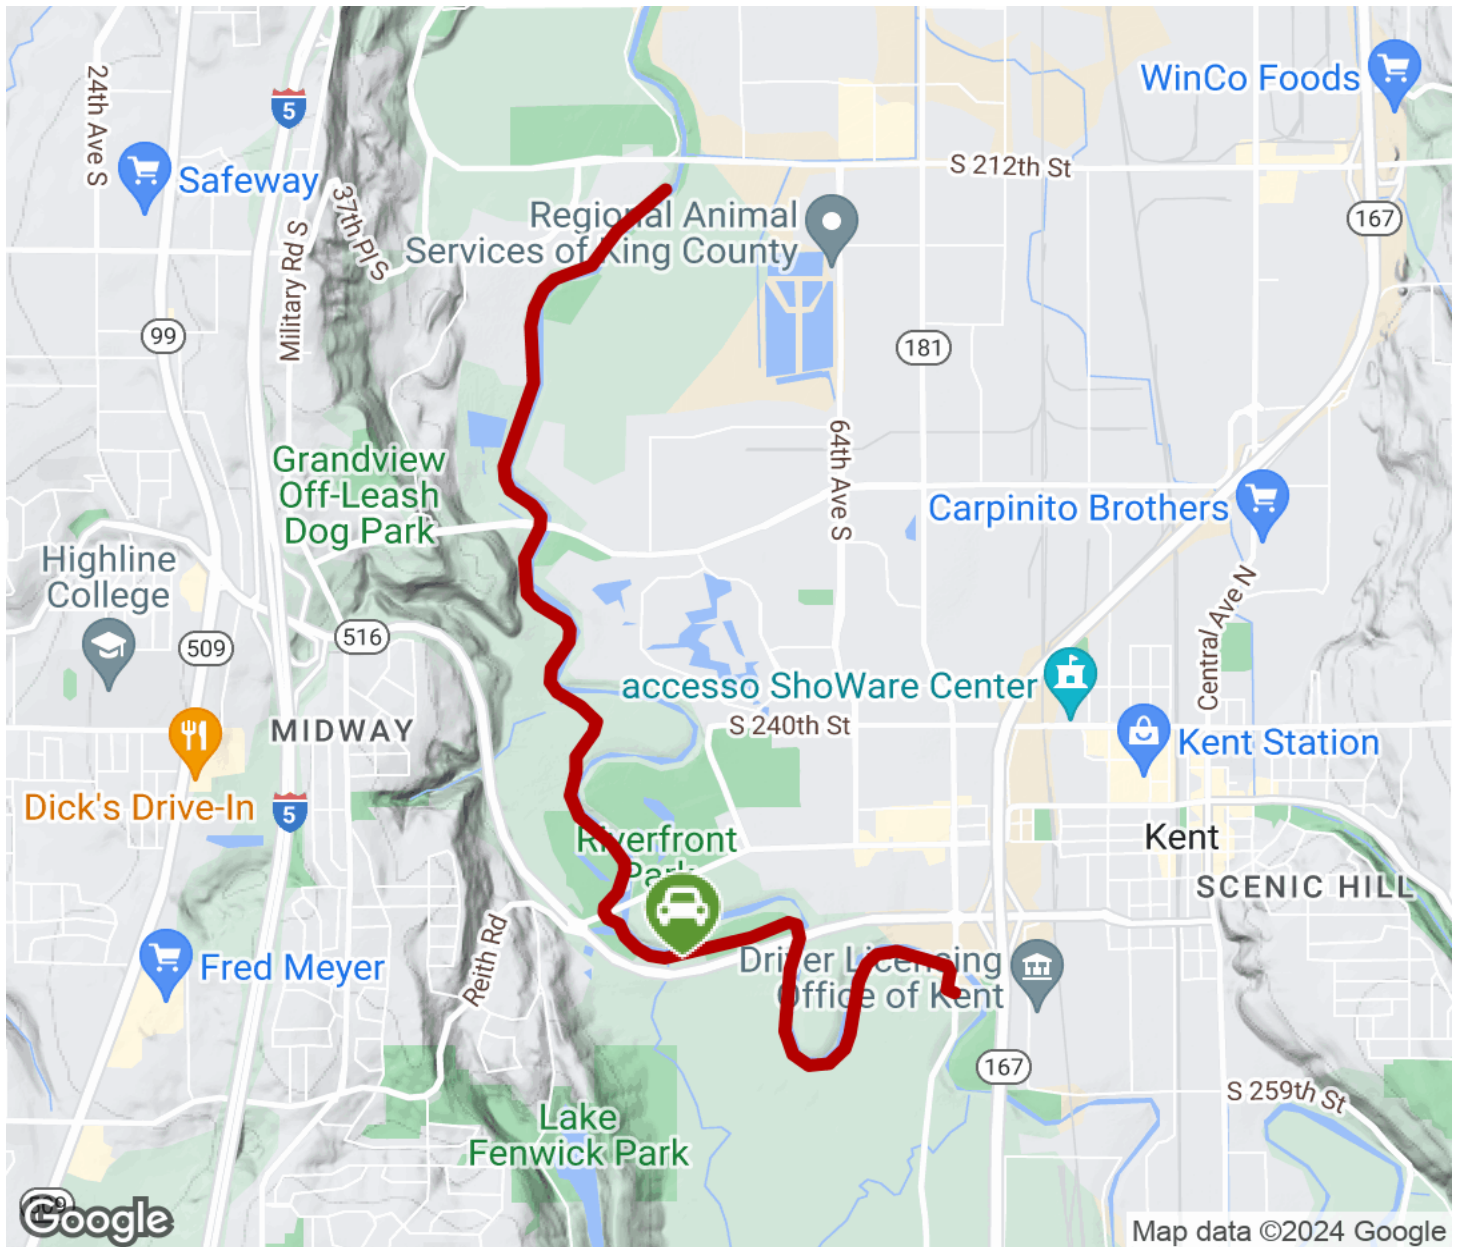 WinCo Foods
24th Ave S
5
Safeway
S 212th St
167
37th Pl S
Regional Animal
Services of King County
Military Rd S
99
181
Grandview
Off-Leash
Dog Park
64th Ave S
Carpinito Brothers
Highline
College
516
509
Central Ave N
accesso ShoWare Center
MIDWAY
S 240th St
Kent Station
Dick's Drive-In
5
Riverfront
Park
Kent
SCENIC HILL
Fred Meyer
Reith Rd
Driver Licensing
Office of Kent
167
S 259th St
Lake
Fenwick Park
509
Google
Map data ©2024 Google